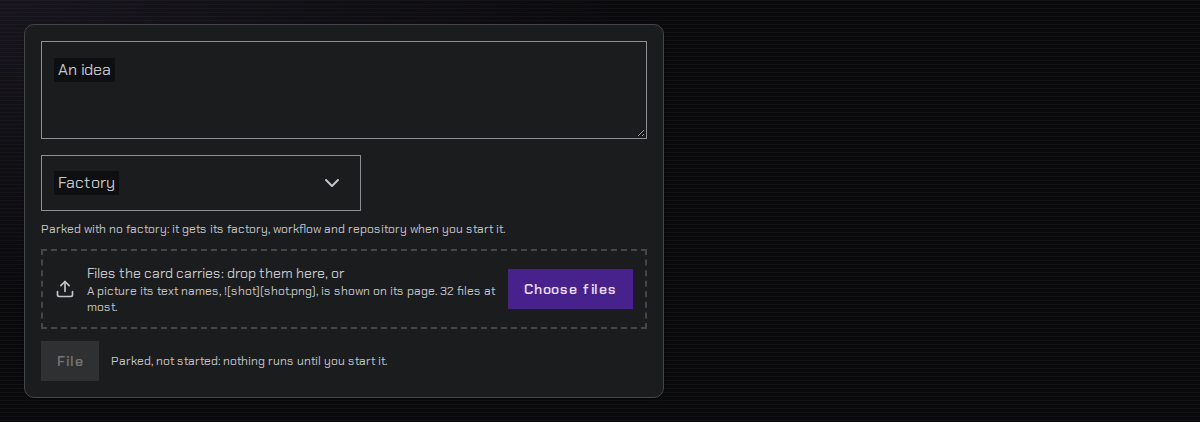 An idea
Factory
Parked with no factory: it gets its factory, workflow and repository when you start it.
Files the card carries: drop them here, or
A picture its text names, ![shot](shot.png), is shown on its page. 32 files at
most.
Choose files
File
Parked, not started: nothing runs until you start it.